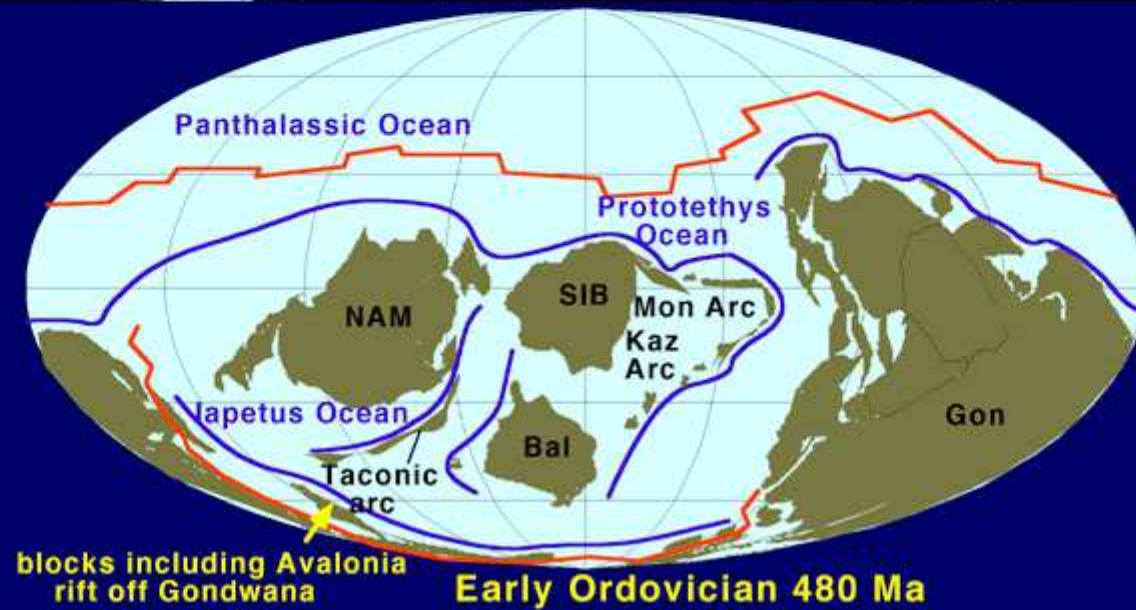 Panthalassic Ocean
Prototethys
Ocean
NAM
SIB
Mon Arc
Kaz
Arc
Iapetus Ocean
Bal
Gon
Taconic
arc
blocks including Avalonia
rift off Gondwana
Early Ordovician 480 Ma